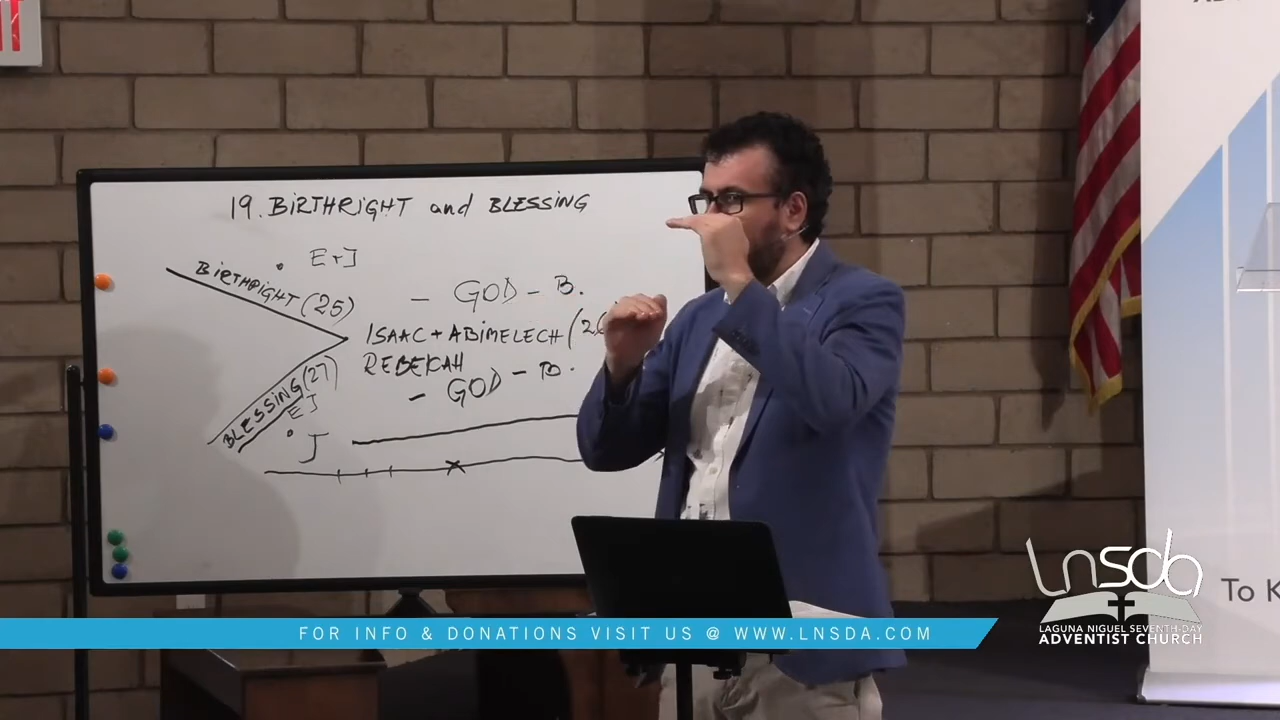 19. BIRTHRIGHT and BLESSING
E+J
BIRTHRIGHT (25)
- GOD - B.
ISAAC + ABIMELECH (26
REBEKAH
- GOD - B.
BLESSING (27)
EJ
J
FOR INFO & DONATIONS VISIT US @ WWW.LNSDA.COM
Lnsda
LAGUNA NIGUEL SEVENTH-DAY
ADVENTIST CHURCH
To K